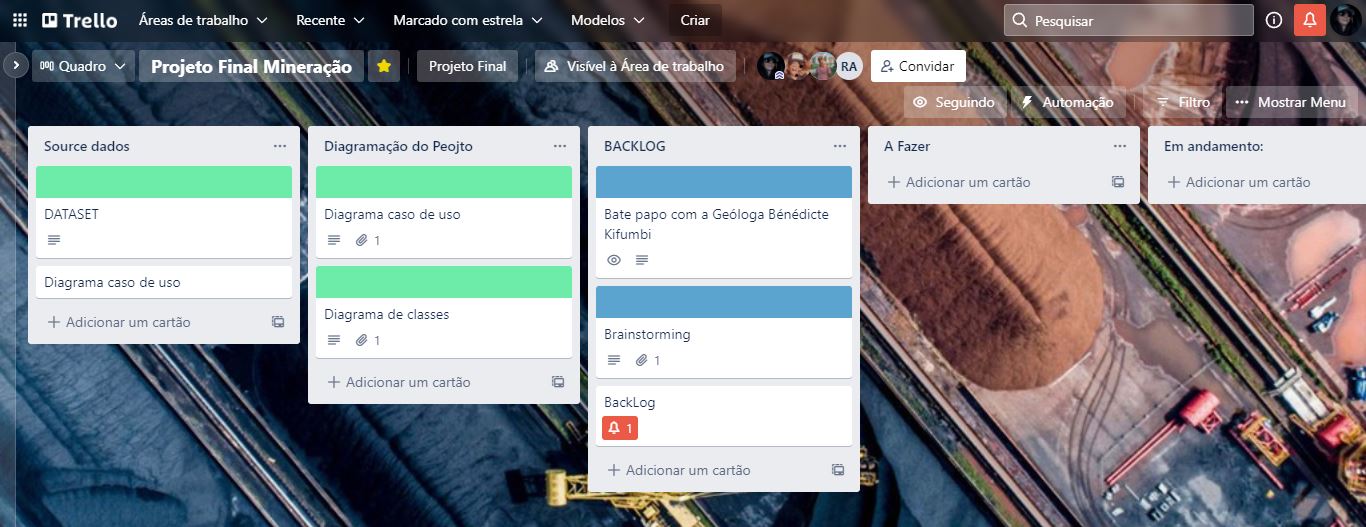 Trello
Áreas de trabalho
Recente
Marcado com estrela
Modelos
Criar
Pesquisar
Quadro
Projeto Final Mineração
Projeto Final
Visível à Área de trabalho
RA
Convidar
Seguindo
Automação
Filtro
Mostrar Menu
Source dados
DATASET
Diagrama caso de uso
Adicionar um cartão
Diagramação do Peojto
Diagrama caso de uso
1
Diagrama de classes
1
Adicionar um cartão
BACKLOG
Bate papo com a Geóloga Bénédicte
Kifumbi
Brainstorming
1
BackLog
1
Adicionar um cartão
A Fazer
Adicionar um cartão
Em andamento:
Adicionar um cartão